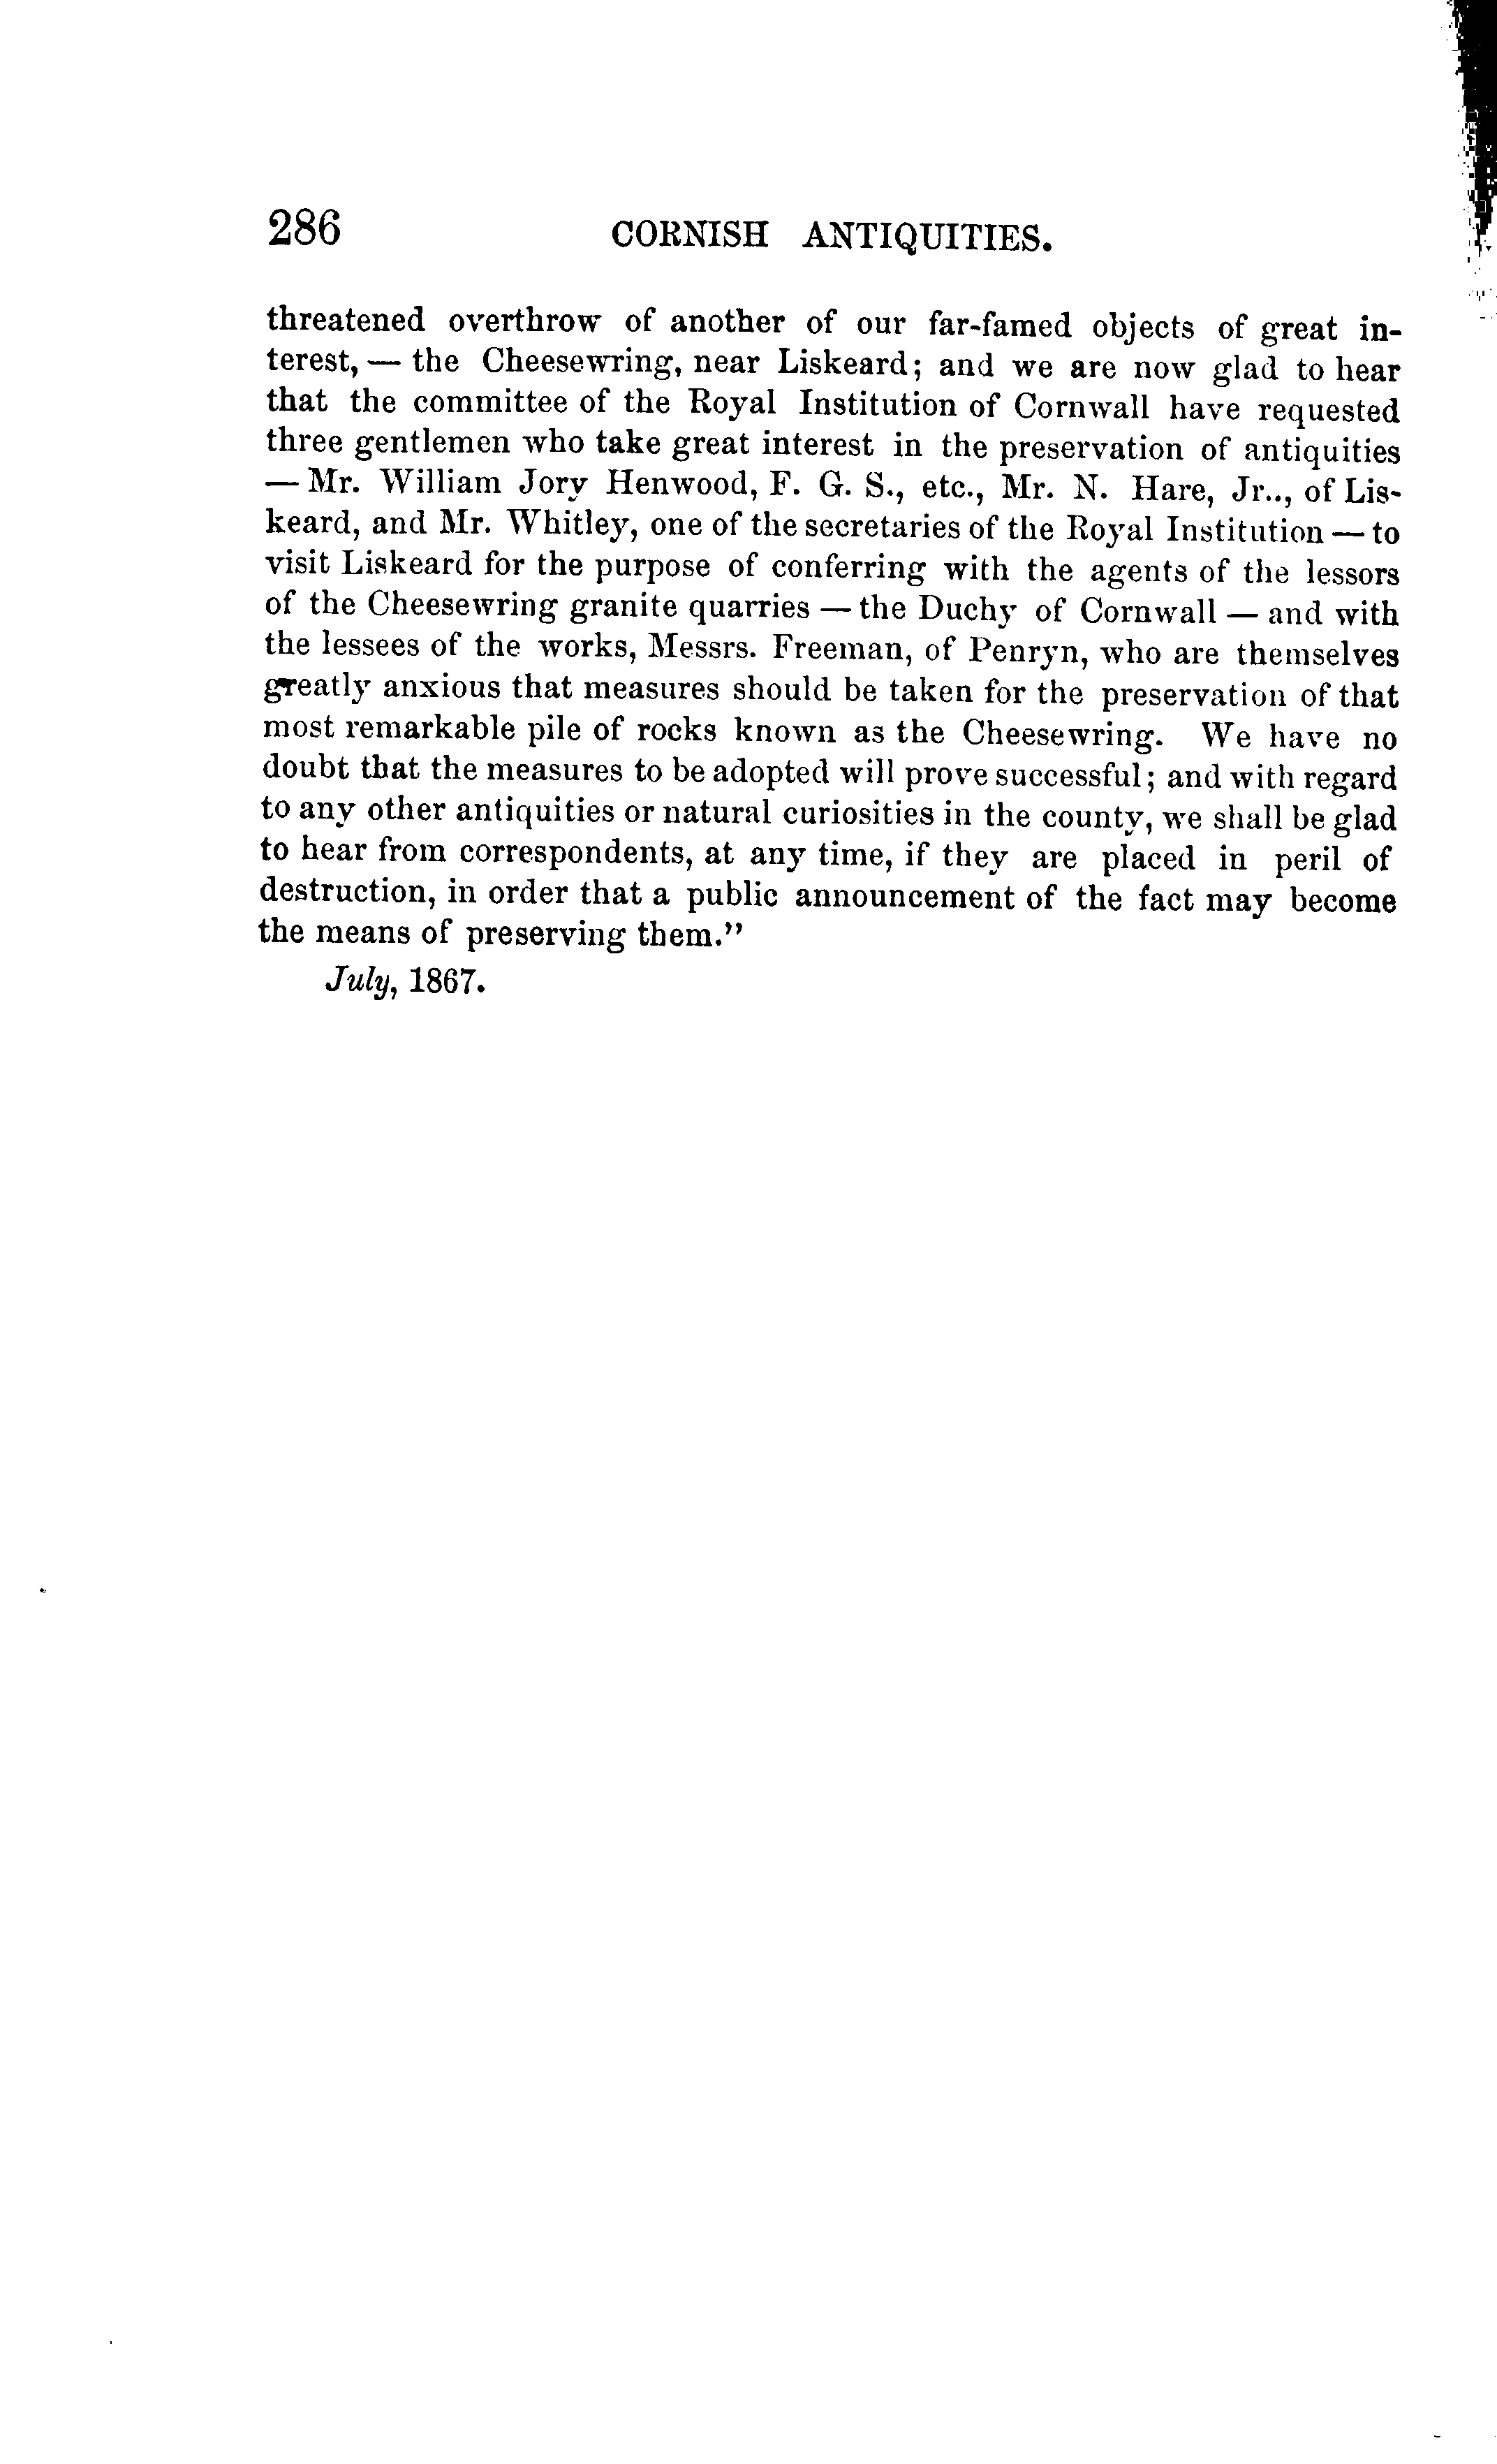 286 CORNISH ANTIQUITIES.
threatened overthrow of another of our far-famed objects of great in-
terest, — the Cheesewring, near Liskeard; and we are now glad to hear
that the committee of the Royal Institution of Cornwall have requested
three gentlemen who take great interest in the preservation of antiquities
— Mr. William Jory Henwood, F. G. S., etc., Mr. N. Hare, Jr.., of Lis-
keard, and Mr. Whitley, one of the secretaries of the Royal Institution — to
visit Liskeard for the purpose of conferring with the agents of the lessors
of the Cheesewring granite quarries — the Duchy of Cornwall — and with
the lessees of the works, Messrs. Freeman, of Penryn, who are themselves
greatly anxious that measures should be taken for the preservation of that
most remarkable pile of rocks known as the Cheesewring. We have no
doubt that the measures to be adopted will prove successful; and with regard
to any other antiquities or natural curiosities in the county, we shall be glad
to hear from correspondents, at any time, if they are placed in peril of
destruction, in order that a public announcement of the fact may become
the means of preserving them."
July, 1867.